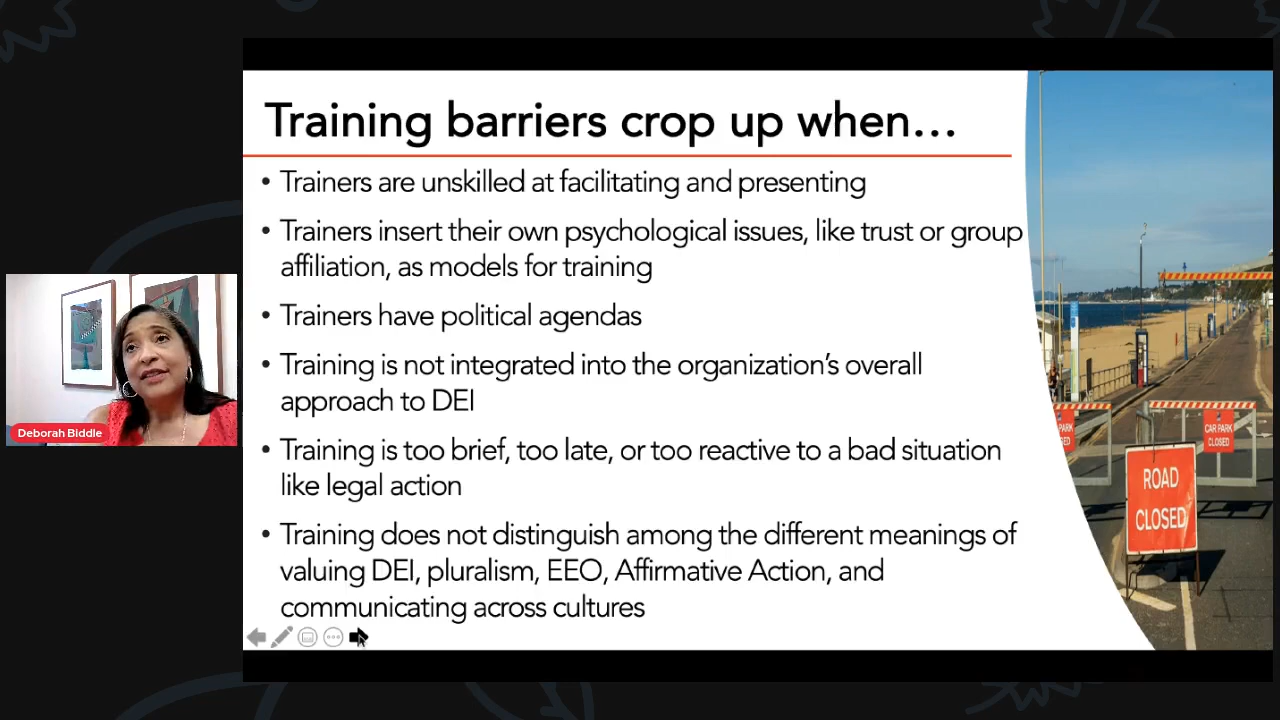 Training barriers crop up when...
• Trainers are unskilled at facilitating and presenting
• Trainers insert their own psychological issues, like trust or group
affiliation, as models for training
• Trainers have political agendas
• Training is not integrated into the organization's overall
approach to DEI
• Training is too brief, too late, or too reactive to a bad situation
like legal action
• Training does not distinguish among the different meanings of
valuing DEI, pluralism, EEO, Affirmative Action, and
communicating across cultures
Deborah Biddle
CAR PARK
CLOSED
ROAD
CLOSED